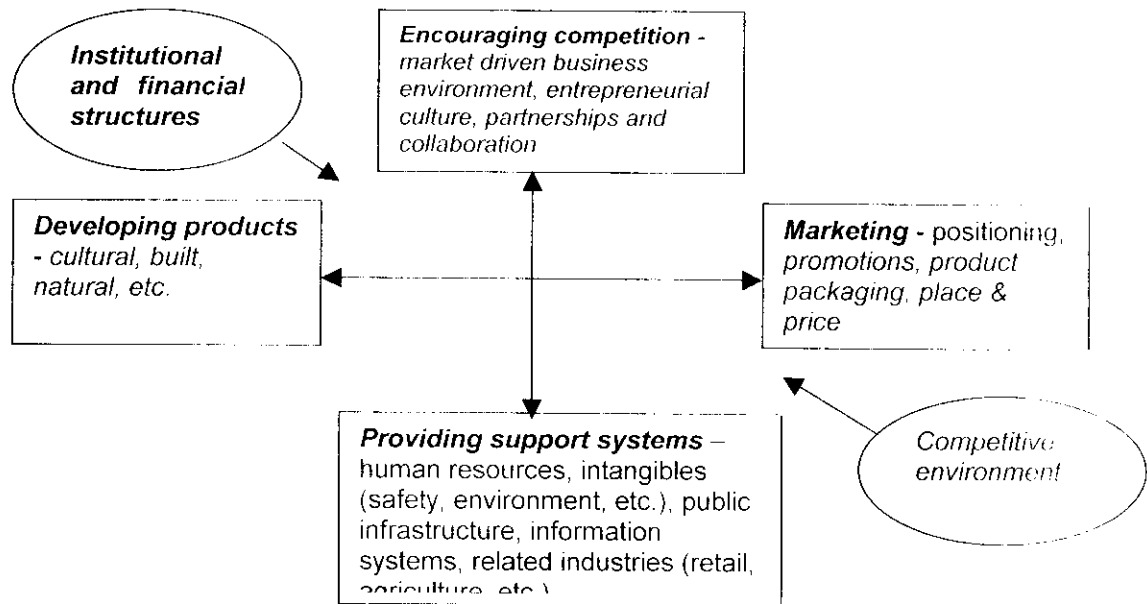 Institutional
and financial
structures
Encouraging competition -
market driven business
environment, entrepreneurial
culture, partnerships and
collaboration
Developing products
- cultural, built,
natural, etc.
Marketing - positioning,
promotions, product
packaging, place &
price
Providing support systems –
human resources, intangibles
(safety, environment, etc.), public
infrastructure, information
systems, related industries (retail,
agriculture, etc.)
Competitive
environment